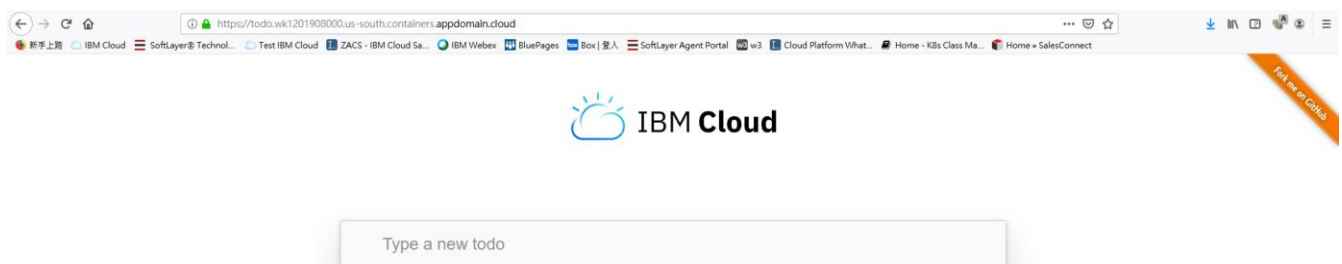 https://todo.wk1201908000.us-south.containers.appdomain.cloud
新手上路 IBM Cloud SoftLayer® Technol... Test IBM Cloud ZACS - IBM Cloud Sa... IBM Webex BluePages Box | 登入 SoftLayer Agent Portal w3 Cloud Platform What... Home - K8s Class Ma... Home » SalesConnect
Fork me on GitHub
IBM Cloud
Type a new todo